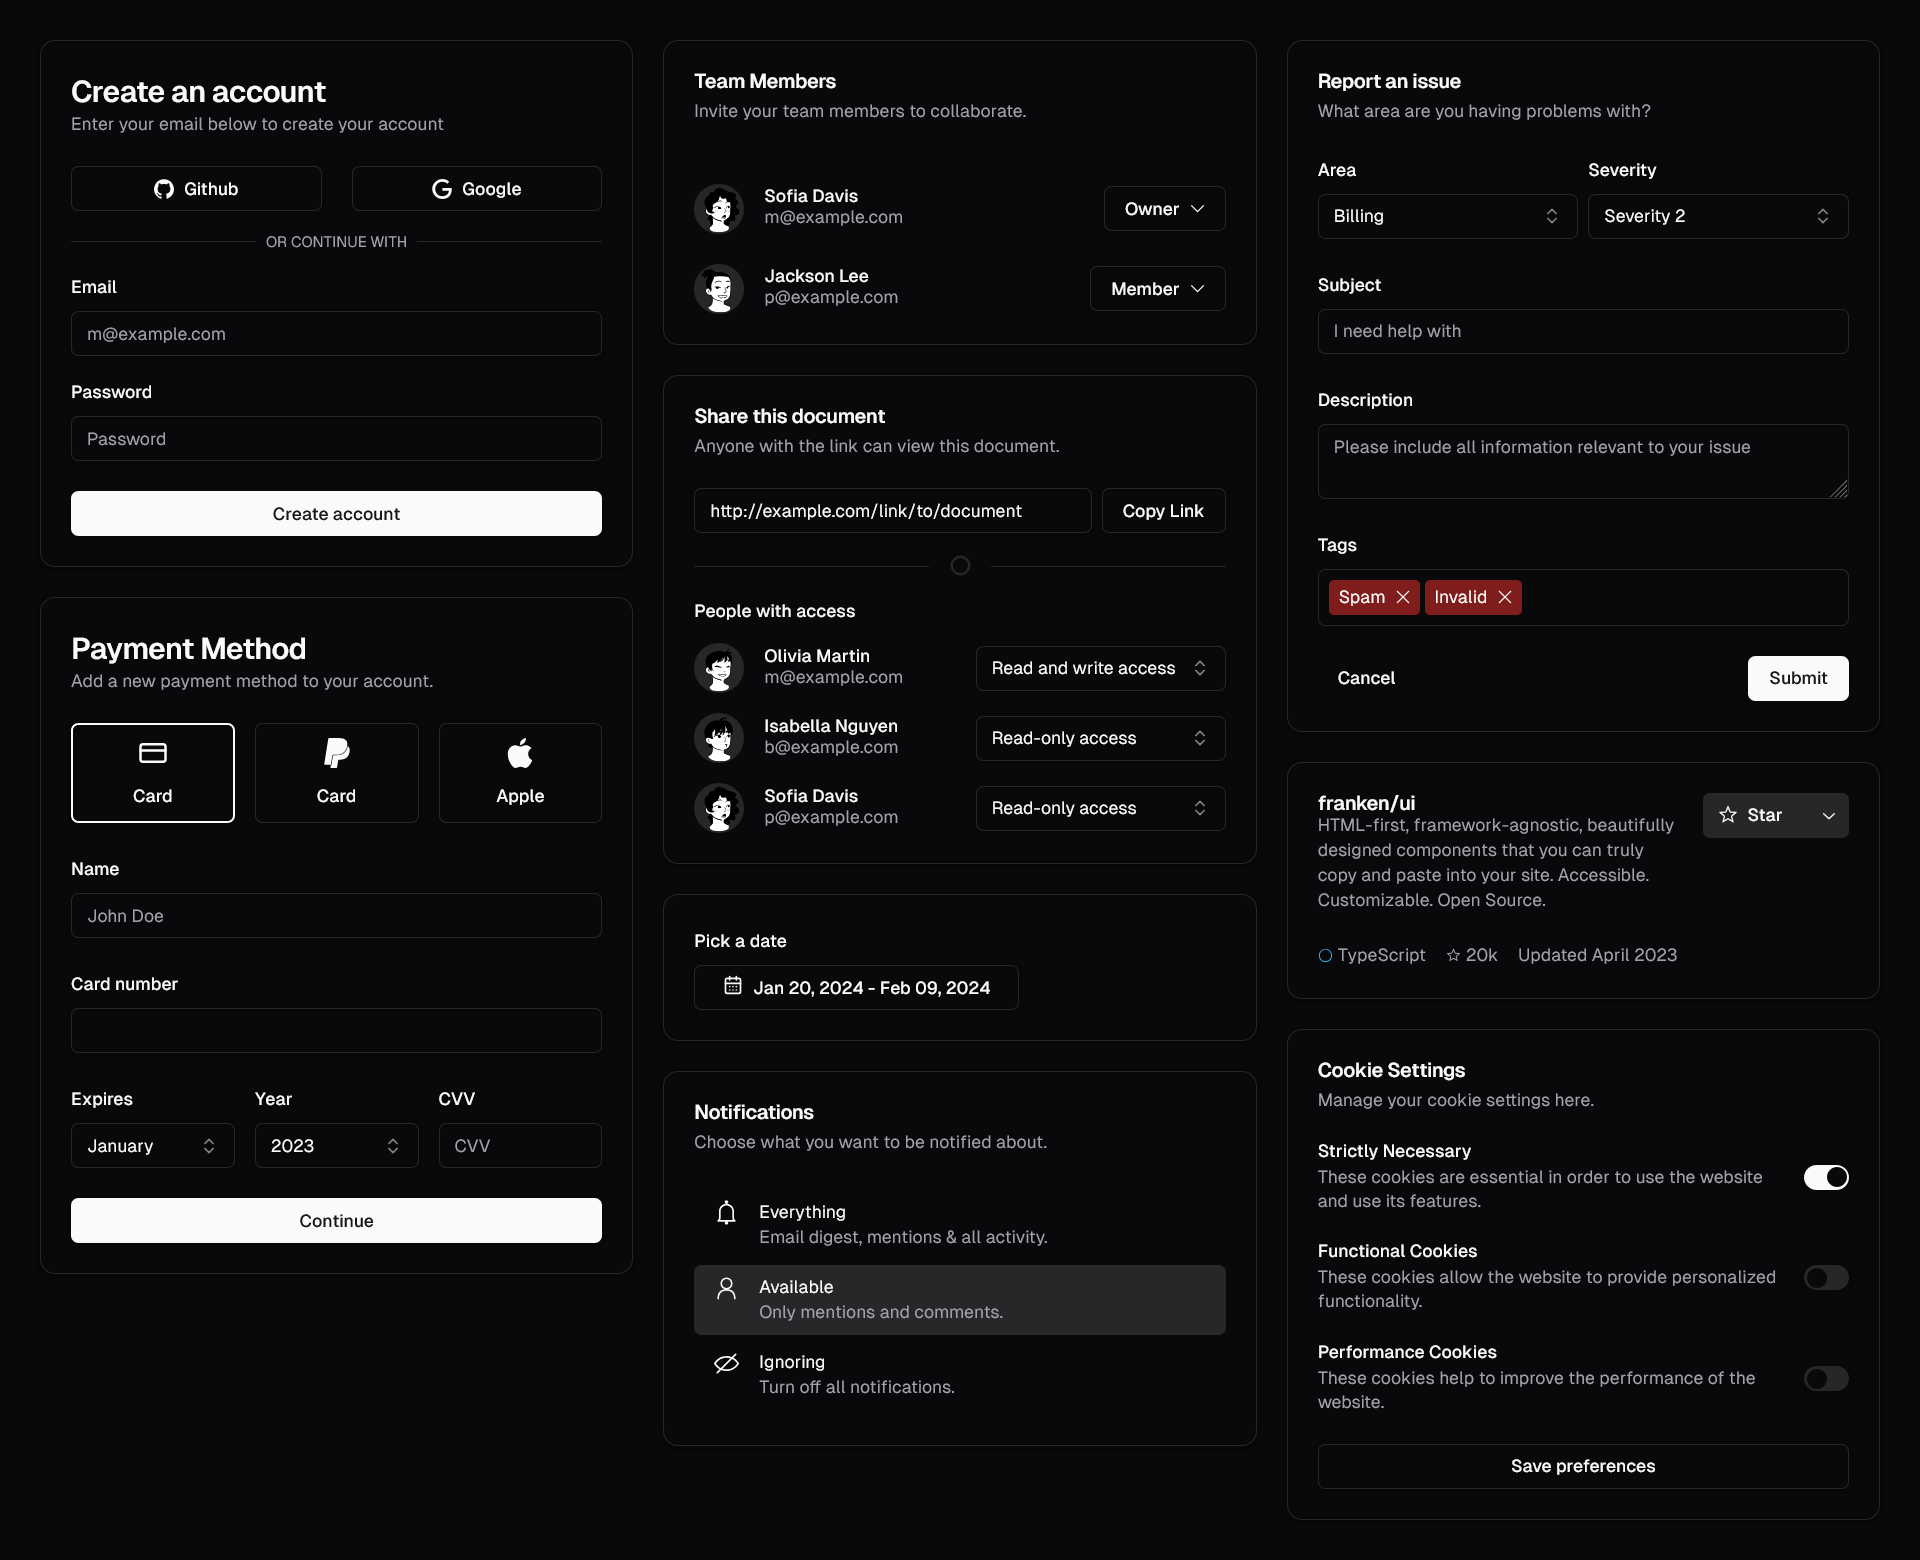 Create an account
Enter your email below to create your account
Github
Google
OR CONTINUE WITH
Email
m@example.com
Password
Password
Create account
Payment Method
Add a new payment method to your account.
Card
Card
Apple
Name
John Doe
Card number
Expires
Year
CVV
January
2023
CVV
Continue
Team Members
Invite your team members to collaborate.
Sofia Davis
m@example.com
Owner
Jackson Lee
p@example.com
Member
Share this document
Anyone with the link can view this document.
http://example.com/link/to/document
Copy Link
People with access
Olivia Martin
m@example.com
Read and write access
Isabella Nguyen
b@example.com
Read-only access
Sofia Davis
p@example.com
Read-only access
Pick a date
Jan 20, 2024 - Feb 09, 2024
Notifications
Choose what you want to be notified about.
Everything
Email digest, mentions & all activity.
Available
Only mentions and comments.
Ignoring
Turn off all notifications.
Report an issue
What area are you having problems with?
Area
Severity
Billing
Severity 2
Subject
I need help with
Description
Please include all information relevant to your issue
Tags
Spam
Invalid
Cancel
Submit
franken/ui
HTML-first, framework-agnostic, beautifully
designed components that you can truly
copy and paste into your site. Accessible.
Customizable. Open Source.
Star
TypeScript
20k
Updated April 2023
Cookie Settings
Manage your cookie settings here.
Strictly Necessary
These cookies are essential in order to use the website
and use its features.
Functional Cookies
These cookies allow the website to provide personalized
functionality.
Performance Cookies
These cookies help to improve the performance of the
website.
Save preferences